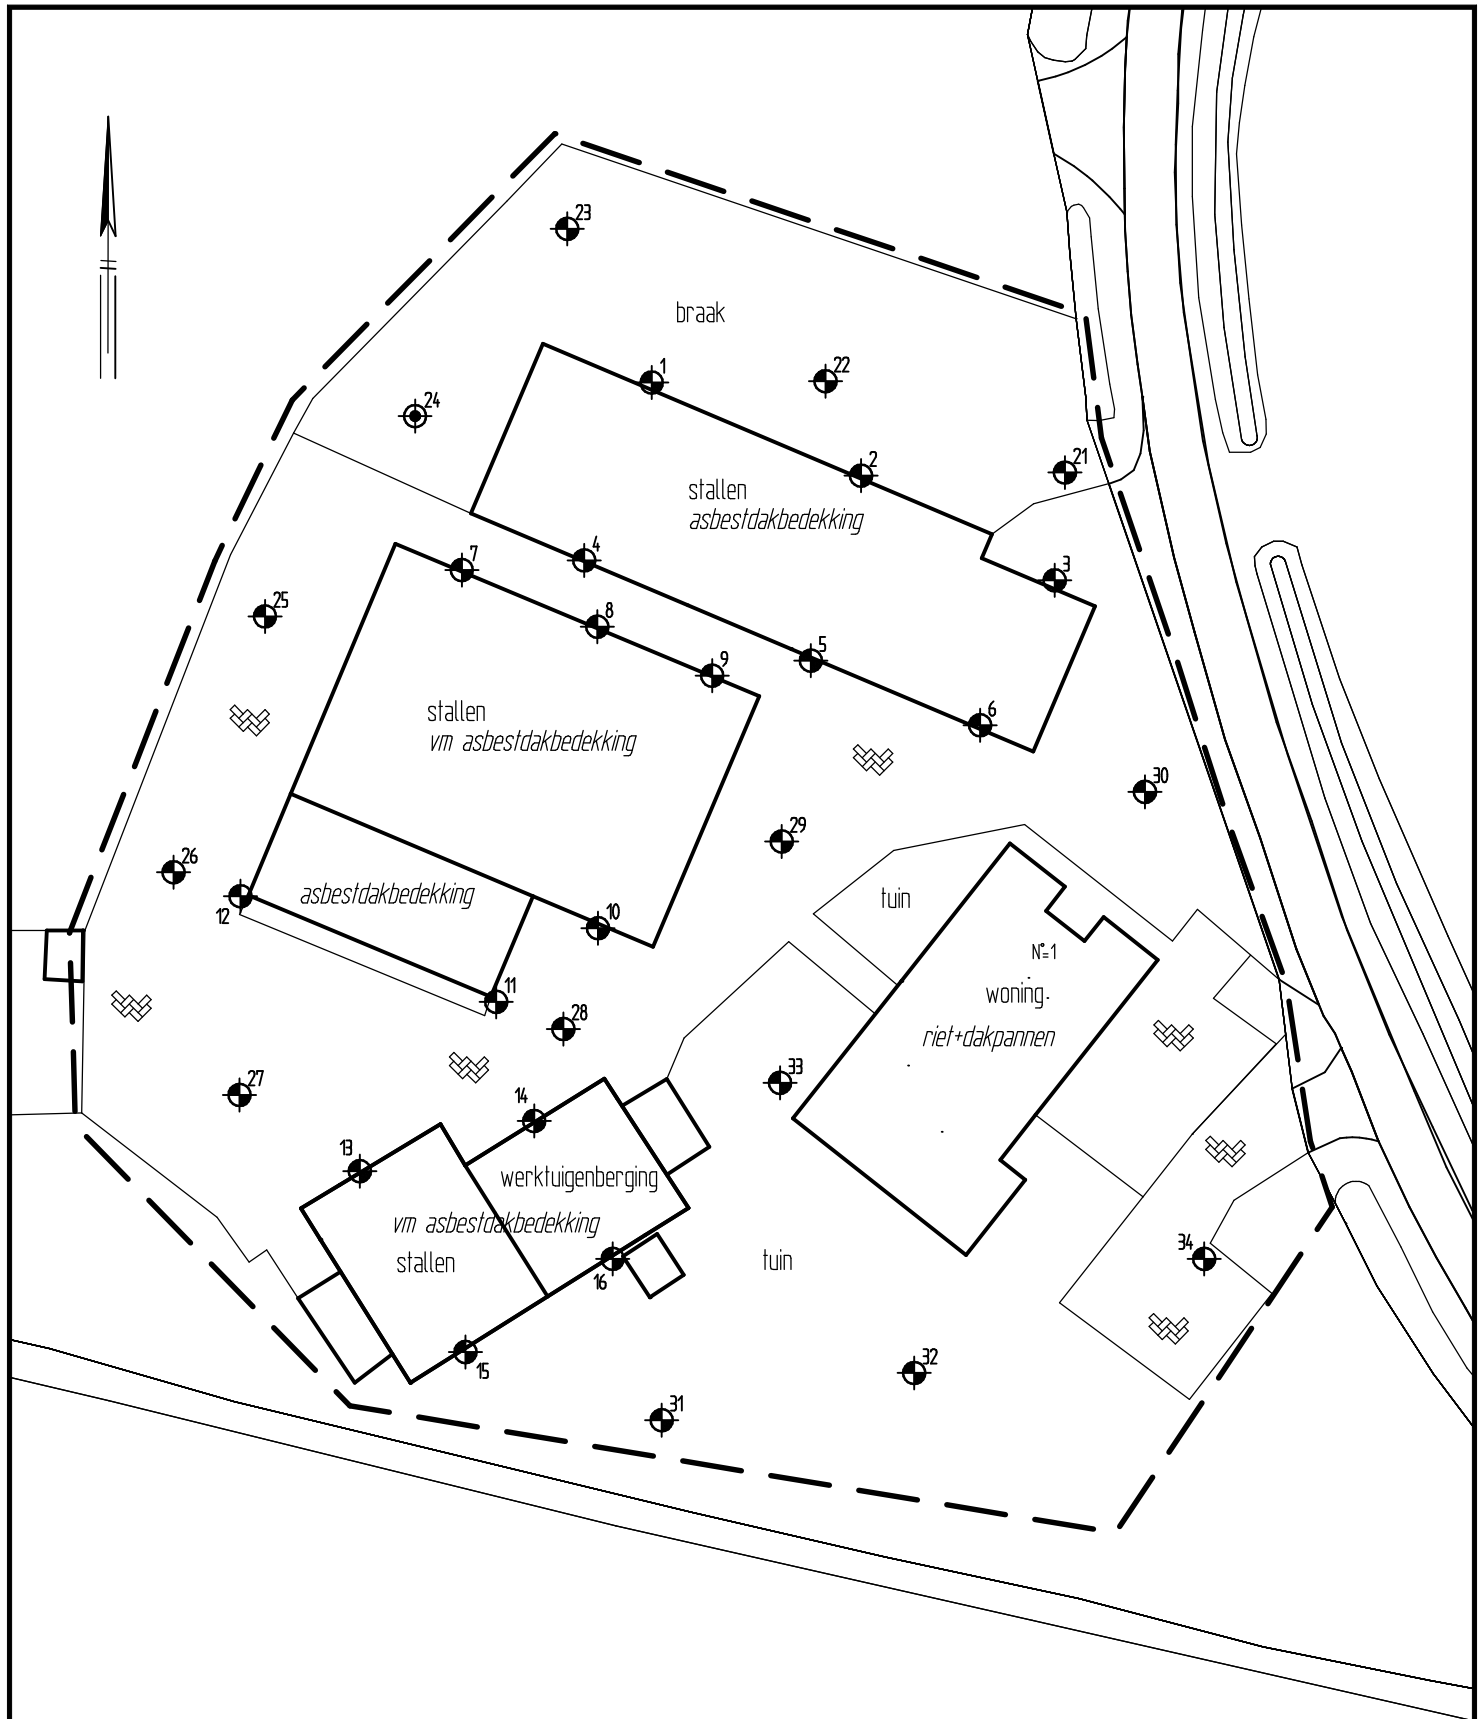 23
braak
1
22
24
2
21
stallen
asbestdakbedekking
4
7
3
25
8
5
9
6
stallen
vm asbestdakbedekking
30
29
26
asbestdakbedekking
tuin
12
10
N°=1
woning
11
28
riet+dakpannen
33
27
14
13
werktuigenberging
vm asbestdakbedekking
stallen
tuin
34
16
15
32
31